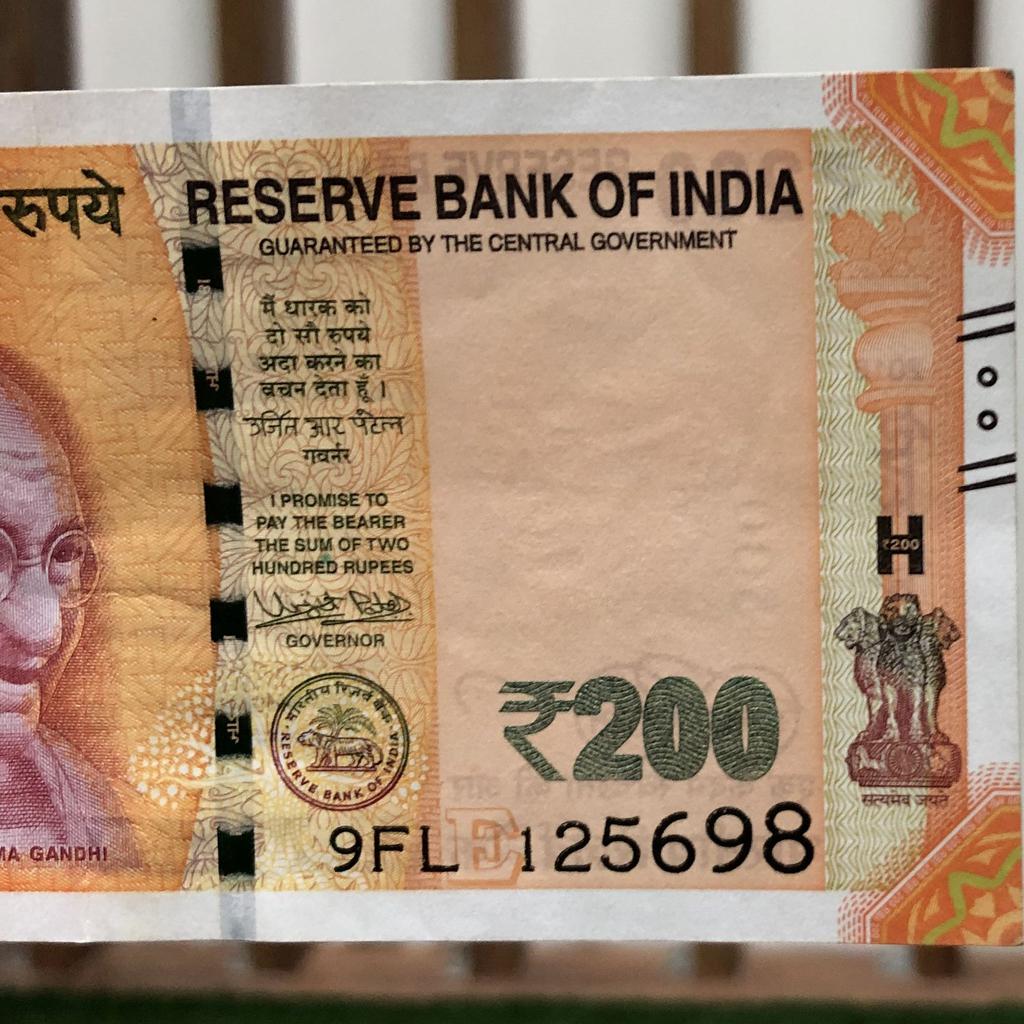 रुपये
RESERVE BANK OF INDIA
GUARANTEED BY THE CENTRAL GOVERNMENT
मैं धारक को
दो सौ रुपये
अदा करने का
वचन देता हूँ।
उर्जित आर पटेल
गवर्नर
I PROMISE TO
PAY THE BEARER
THE SUM OF TWO
HUNDRED RUPEES
GOVERNOR
भारतीय रिज़र्व बैंक
RESERVE BANK OF INDIA
₹200
9FL E 125698
MA GANDHI
₹200
सत्यमेव जयते